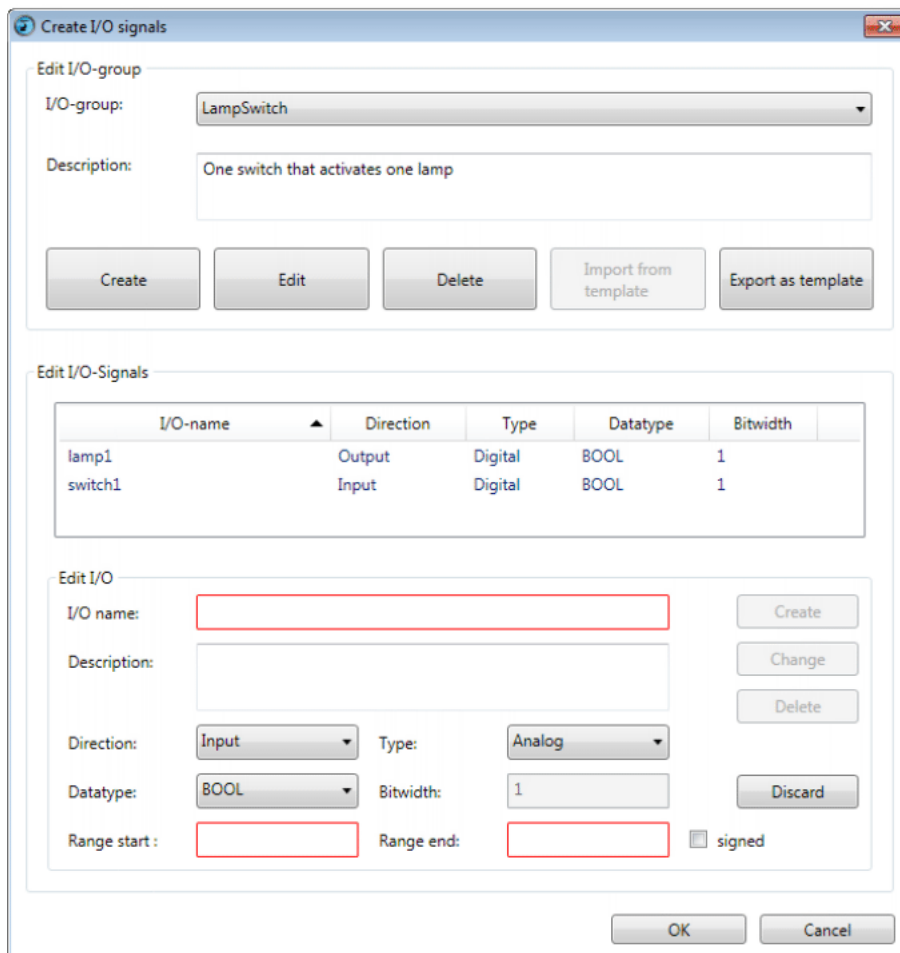 Create I/O signals
Edit I/O-group
I/O-group: LampSwitch
Description: One switch that activates one lamp
Create Edit Delete Import from template Export as template
Edit I/O-Signals
I/O-name Direction Type Datatype Bitwidth
lamp1 Output Digital BOOL 1
switch1 Input Digital BOOL 1
Edit I/O
I/O name: Create
Description: Change
Delete
Direction: Input Type: Analog
Datatype: BOOL Bitwidth: 1 Discard
Range start : Range end: signed
OK Cancel